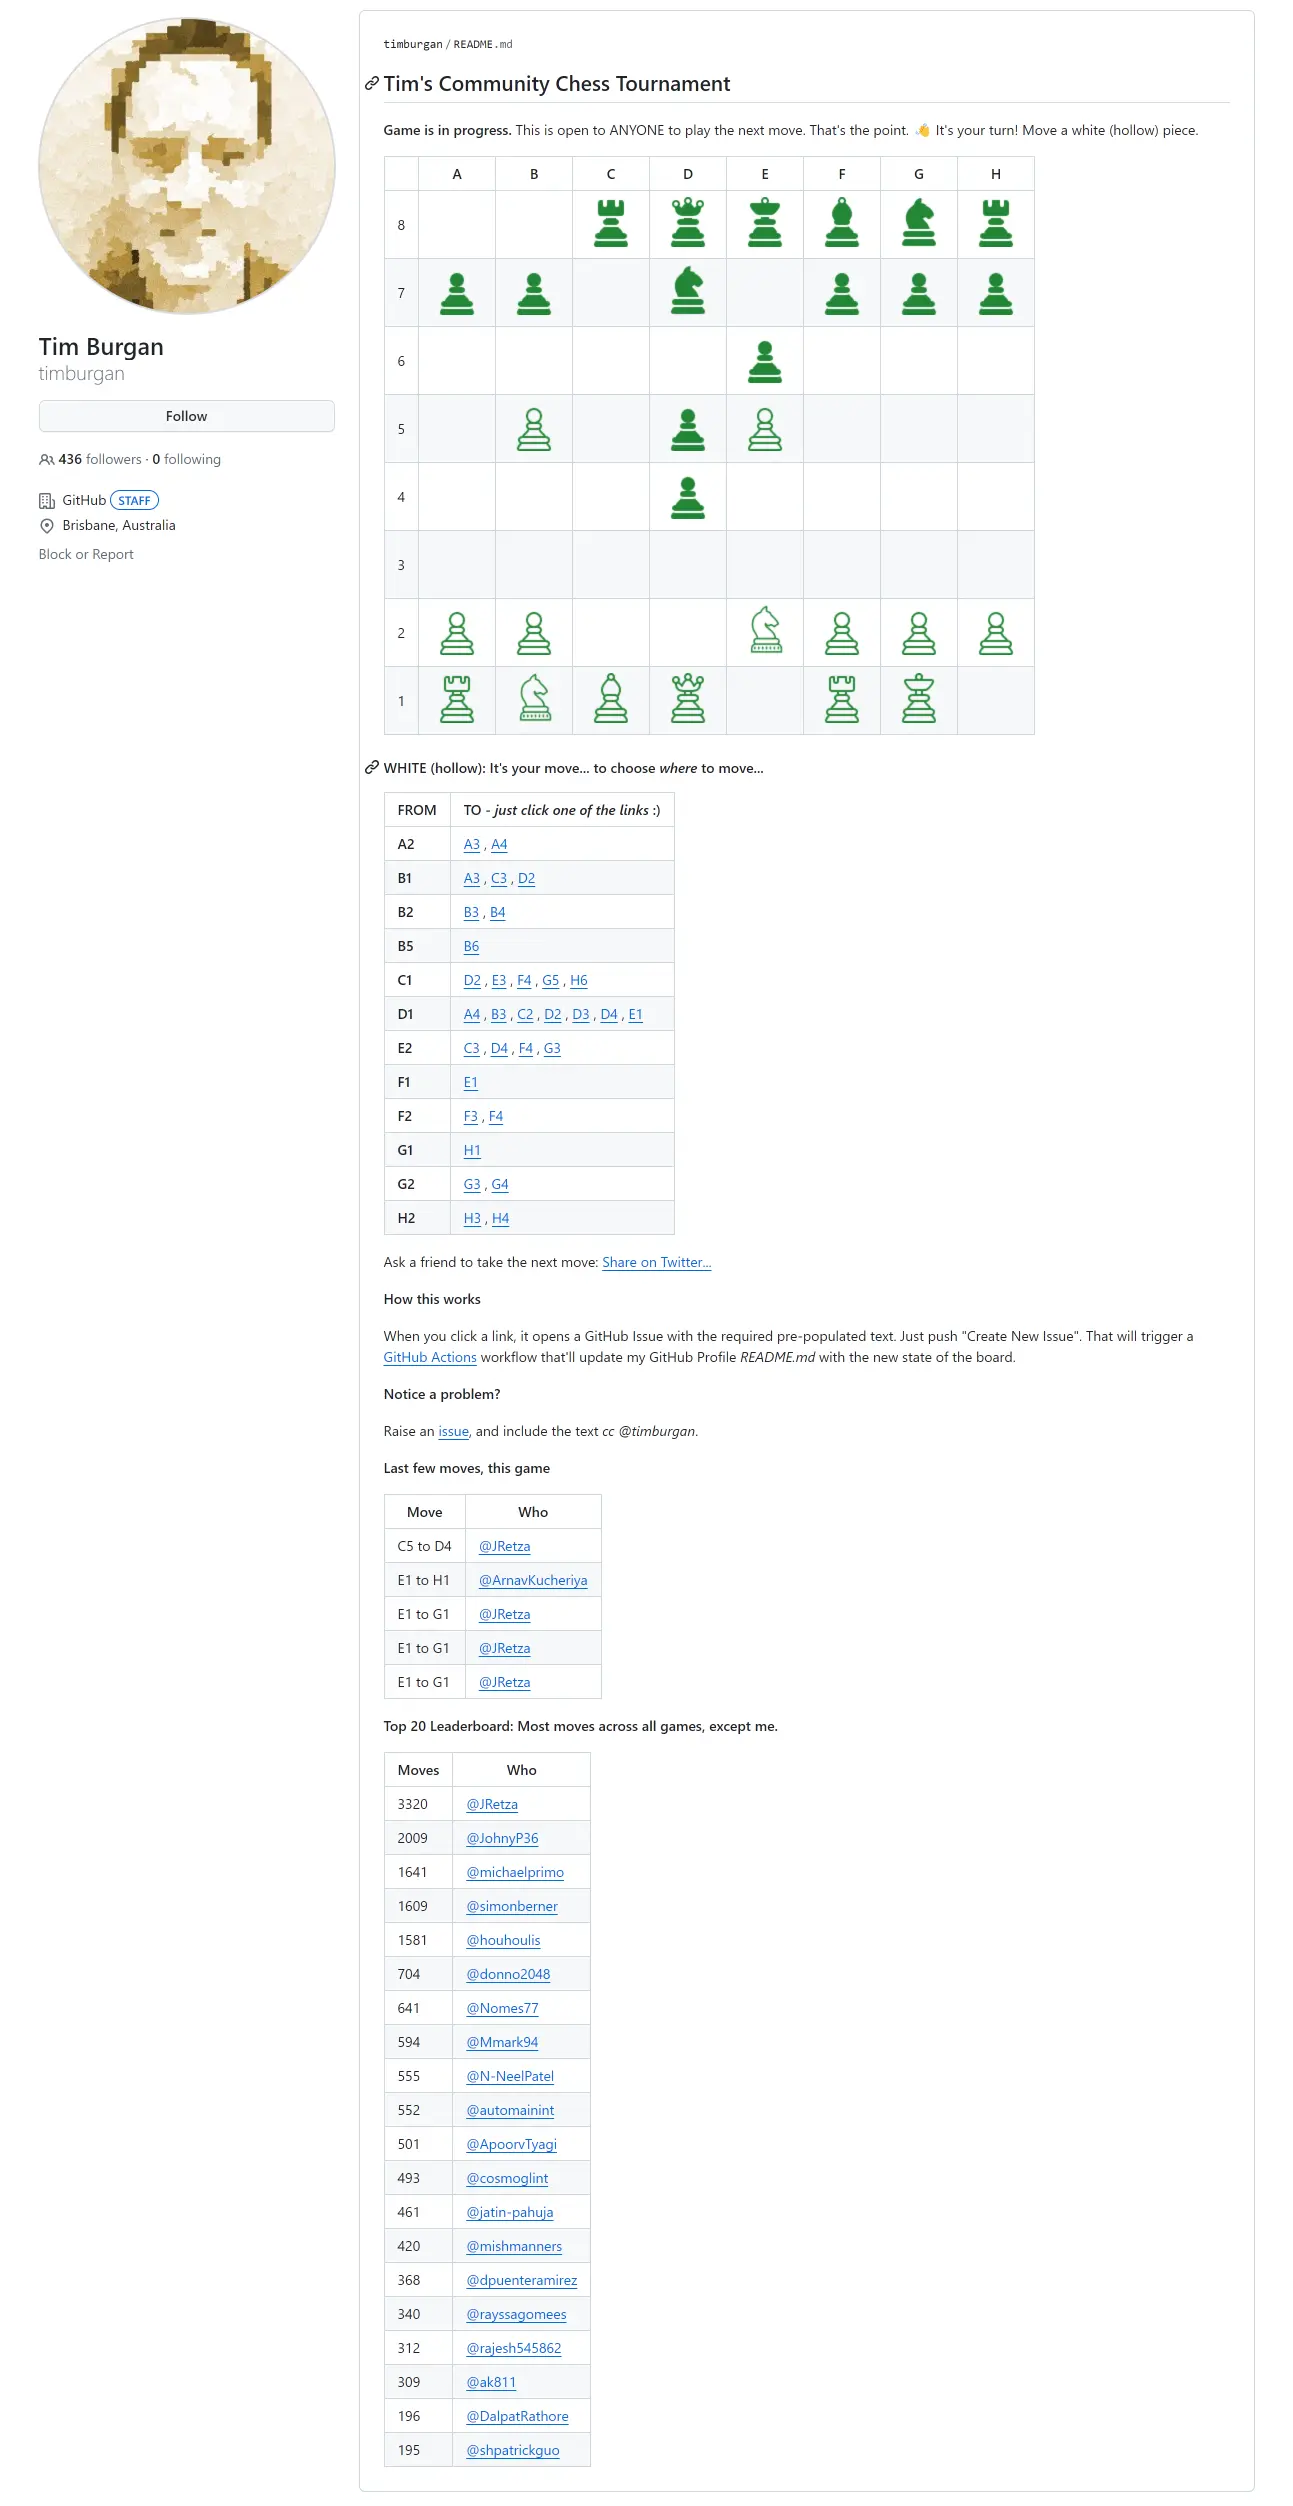 Tim Burgan
timburgan
Follow
436 followers · 0 following
GitHub STAFF
Brisbane, Australia
Block or Report
timburgan / README.md
Tim's Community Chess Tournament
Game is in progress. This is open to ANYONE to play the next move. That's the point. 👋 It's your turn! Move a white (hollow) piece.
A B C D E F G H
8
7
6
5
4
3
2
1
WHITE (hollow): It's your move... to choose where to move...
FROM TO - just click one of the links :)
A2 A3 , A4
B1 A3 , C3 , D2
B2 B3 , B4
B5 B6
C1 D2 , E3 , F4 , G5 , H6
D1 A4 , B3 , C2 , D2 , D3 , D4 , E1
E2 C3 , D4 , F4 , G3
F1 E1
F2 F3 , F4
G1 H1
G2 G3 , G4
H2 H3 , H4
Ask a friend to take the next move: Share on Twitter...
How this works
When you click a link, it opens a GitHub Issue with the required pre-populated text. Just push "Create New Issue". That will trigger a
GitHub Actions workflow that'll update my GitHub Profile README.md with the new state of the board.
Notice a problem?
Raise an issue, and include the text cc @timburgan.
Last few moves, this game
Move Who
C5 to D4 @JRetza
E1 to H1 @ArnavKucheriya
E1 to G1 @JRetza
E1 to G1 @JRetza
E1 to G1 @JRetza
Top 20 Leaderboard: Most moves across all games, except me.
Moves Who
3320 @JRetza
2009 @JohnyP36
1641 @michaelprimo
1609 @simonberner
1581 @houhoulis
704 @donno2048
641 @Nomes77
594 @Mmark94
555 @N-NeelPatel
552 @automainint
501 @ApoorvTyagi
493 @cosmoglint
461 @jatin-pahuja
420 @mishmanners
368 @dpuenteramirez
340 @rayssagomees
312 @rajesh545862
309 @ak811
196 @DalpatRathore
195 @shpatrickguo